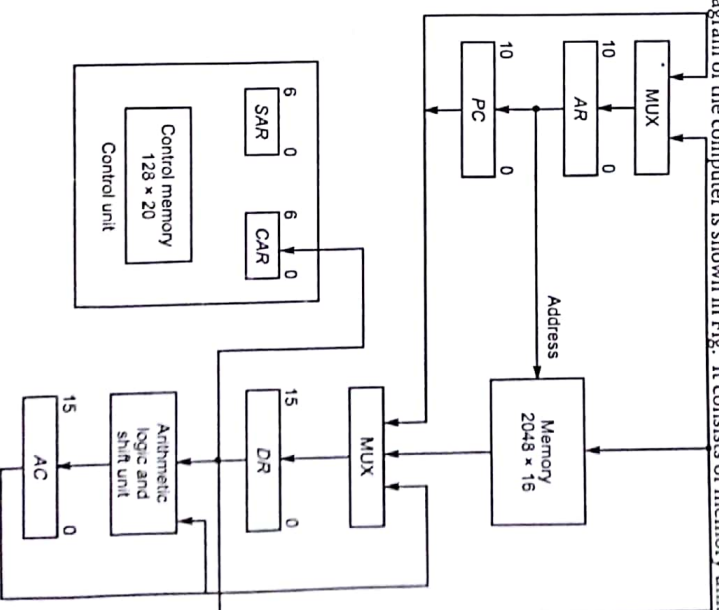 agram of the computer is shown in Fig. It consists of memory
MUX
10 0
AR
10 0
PC
Address
Memory
2048 × 16
MUX
15 0
DR
6 0
SAR
6 0
CAR
Control memory
128 × 20
Control unit
Arithmetic
logic and
shift unit
15 0
AC